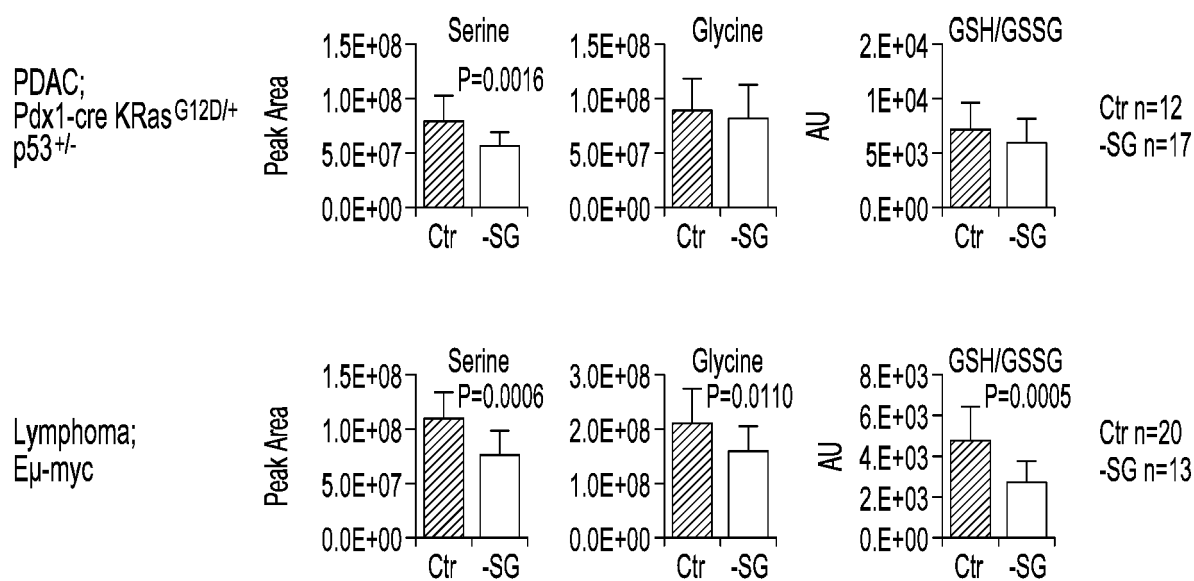 PDAC;
Pdx1-cre KRas G12D/+
p53 +/-
Serine
Peak Area
1.5E+08
1.0E+08
5.0E+07
0.0E+00
P=0.0016
Ctr -SG
Glycine
1.5E+08
1.0E+08
5.0E+07
0.0E+00
Ctr -SG
GSH/GSSG
AU
2.E+04
1.E+04
5.E+03
0.0E+00
Ctr -SG
Ctr n=12
-SG n=17
Lymphoma;
Eµ-myc
Serine
Peak Area
1.5E+08
1.0E+08
5.0E+07
0.0E+00
P=0.0006
Ctr -SG
Glycine
3.0E+08
2.0E+08
1.0E+08
0.0E+00
P=0.0110
Ctr -SG
GSH/GSSG
AU
8.E+03
6.E+03
4.E+03
2.E+03
0.E+00
P=0.0005
Ctr -SG
Ctr n=20
-SG n=13